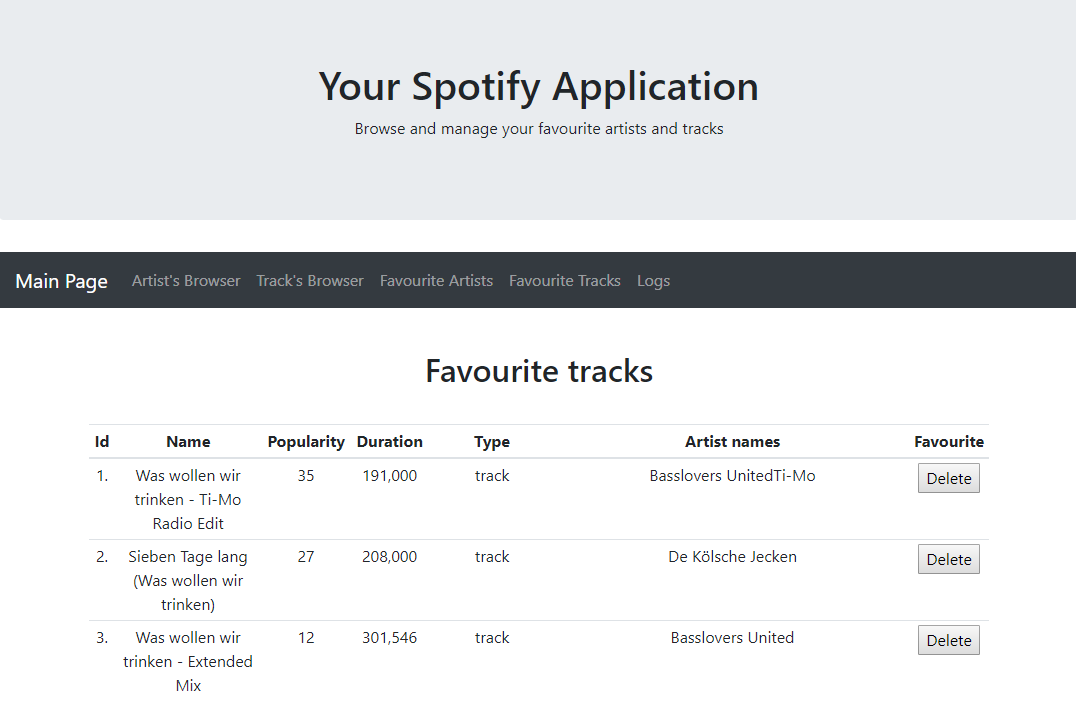 Your Spotify Application
Browse and manage your favourite artists and tracks
Main Page Artist's Browser Track's Browser Favourite Artists Favourite Tracks Logs
Favourite tracks
Id Name Popularity Duration Type Artist names Favourite
1. Was wollen wir 35 191,000 track Basslovers UnitedTi-Mo Delete
trinken - Ti-Mo
Radio Edit
2. Sieben Tage lang 27 208,000 track De Kölsche Jecken Delete
(Was wollen wir
trinken)
3. Was wollen wir 12 301,546 track Basslovers United Delete
trinken - Extended
Mix